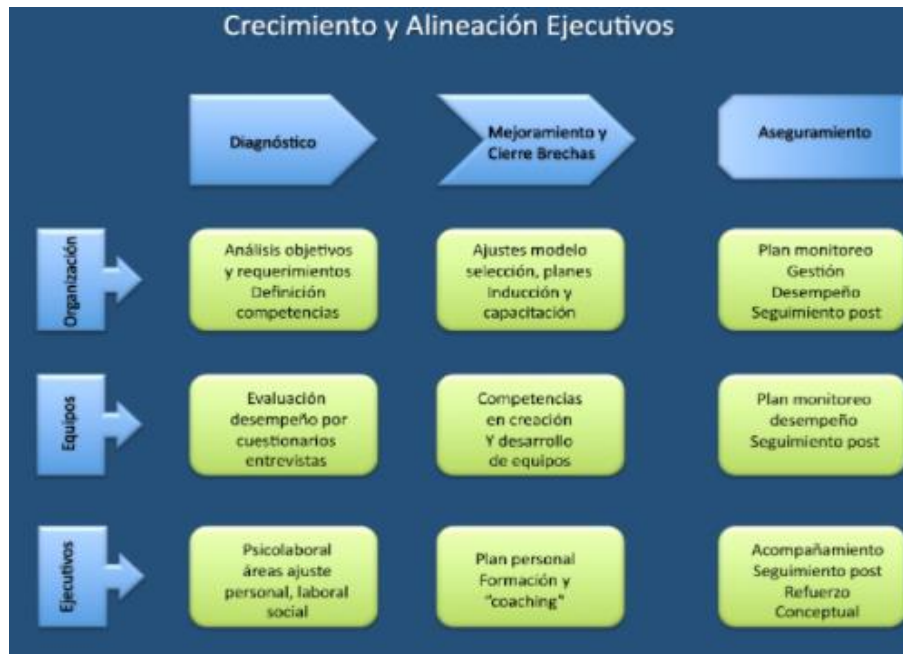 Crecimiento y Alineación Ejecutivos
Diagnóstico
Mejoramiento y
Cierre Brechas
Aseguramiento
Organización
Análisis objetivos
y requerimientos
Definición
competencias
Ajustes modelo
selección, planes
Inducción y
capacitación
Plan monitoreo
Gestión
Desempeño
Seguimiento post
Equipos
Evaluación
desempeño por
cuestionarios
entrevistas
Competencias
en creación
Y desarrollo
de equipos
Plan monitoreo
desempeño
Seguimiento post
Ejecutivos
Psicolaboral
áreas ajuste
personal, laboral
social
Plan personal
Formación y
"coaching"
Acompañamiento
Seguimiento post
Refuerzo
Conceptual